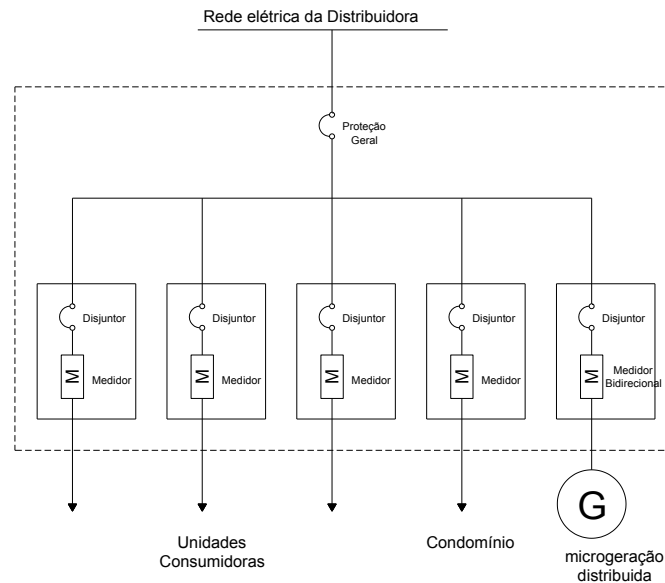 Rede elétrica da Distribuidora
Proteção
Geral
Disjuntor
Disjuntor
Disjuntor
Disjuntor
Disjuntor
M
Medidor
M
Medidor
M
Medidor
M
Medidor
M
Medidor
Bidirecional
Unidades
Consumidoras
Condomínio
G
microgeração
distribuida